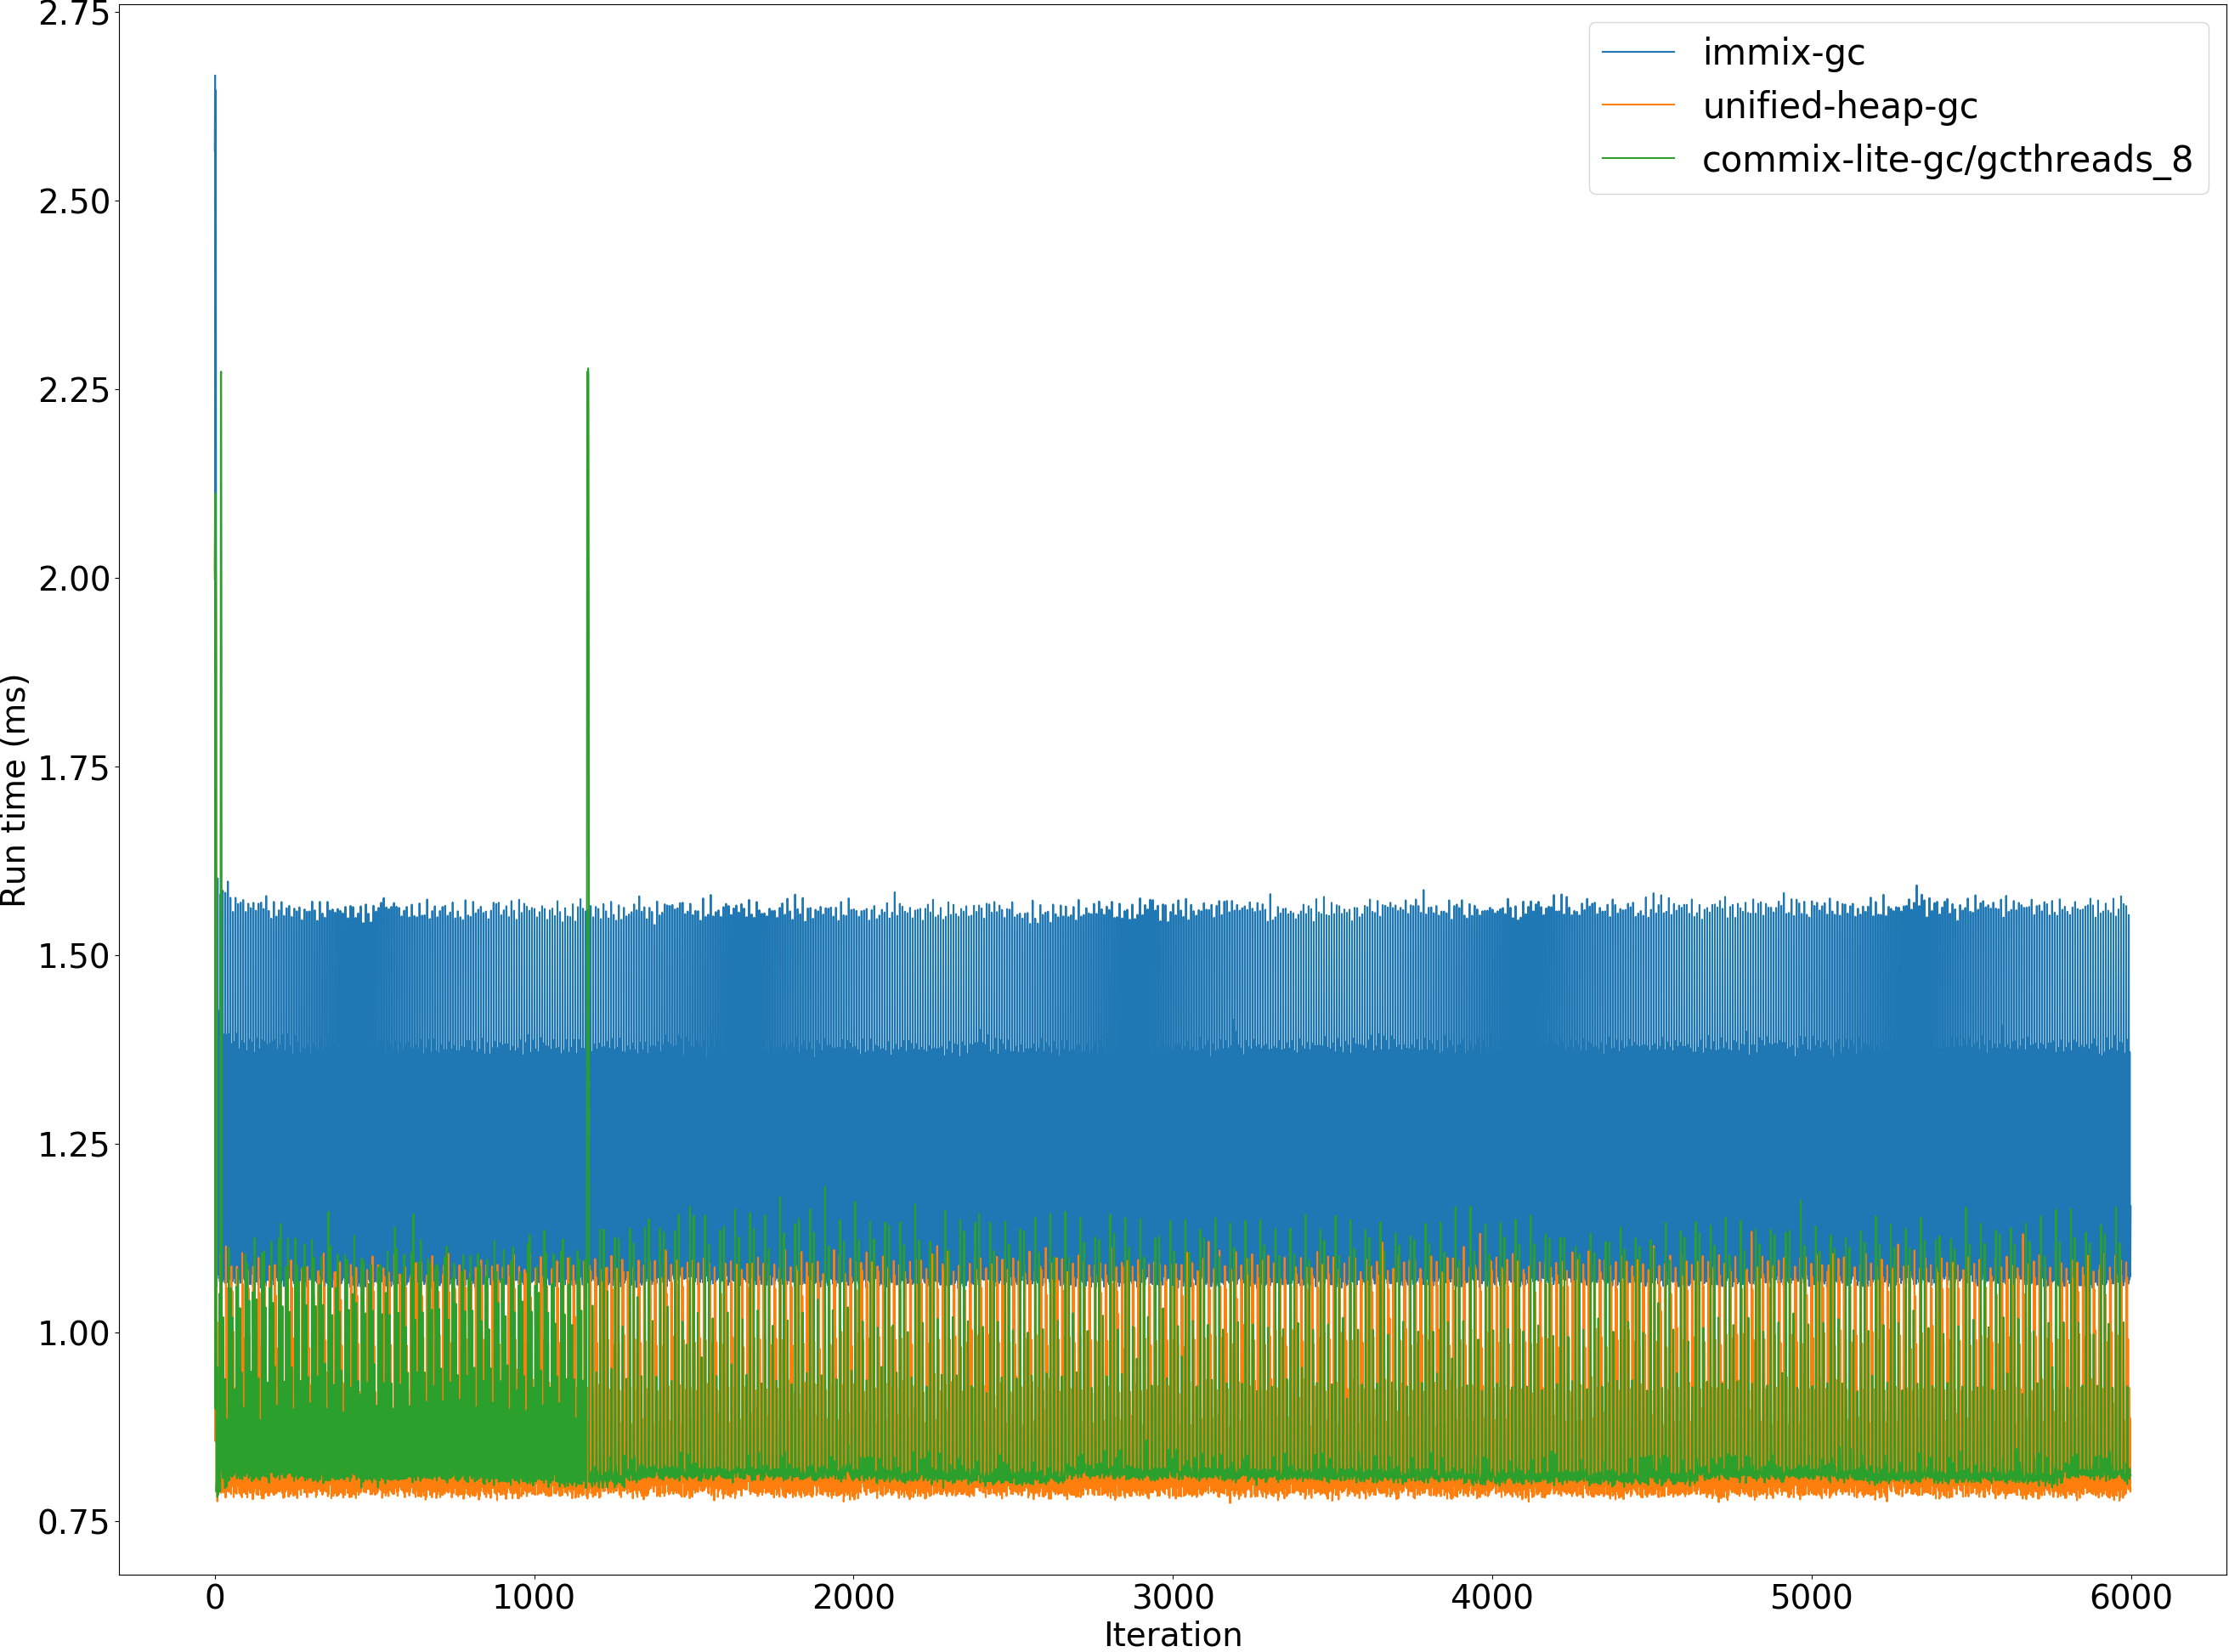 immix-gc
unified-heap-gc
commix-lite-gc/gcthreads_8
2.75
2.50
2.25
2.00
1.75
1.50
1.25
1.00
0.75
Run time (ms)
0 1000 2000 3000 4000 5000 6000
Iteration